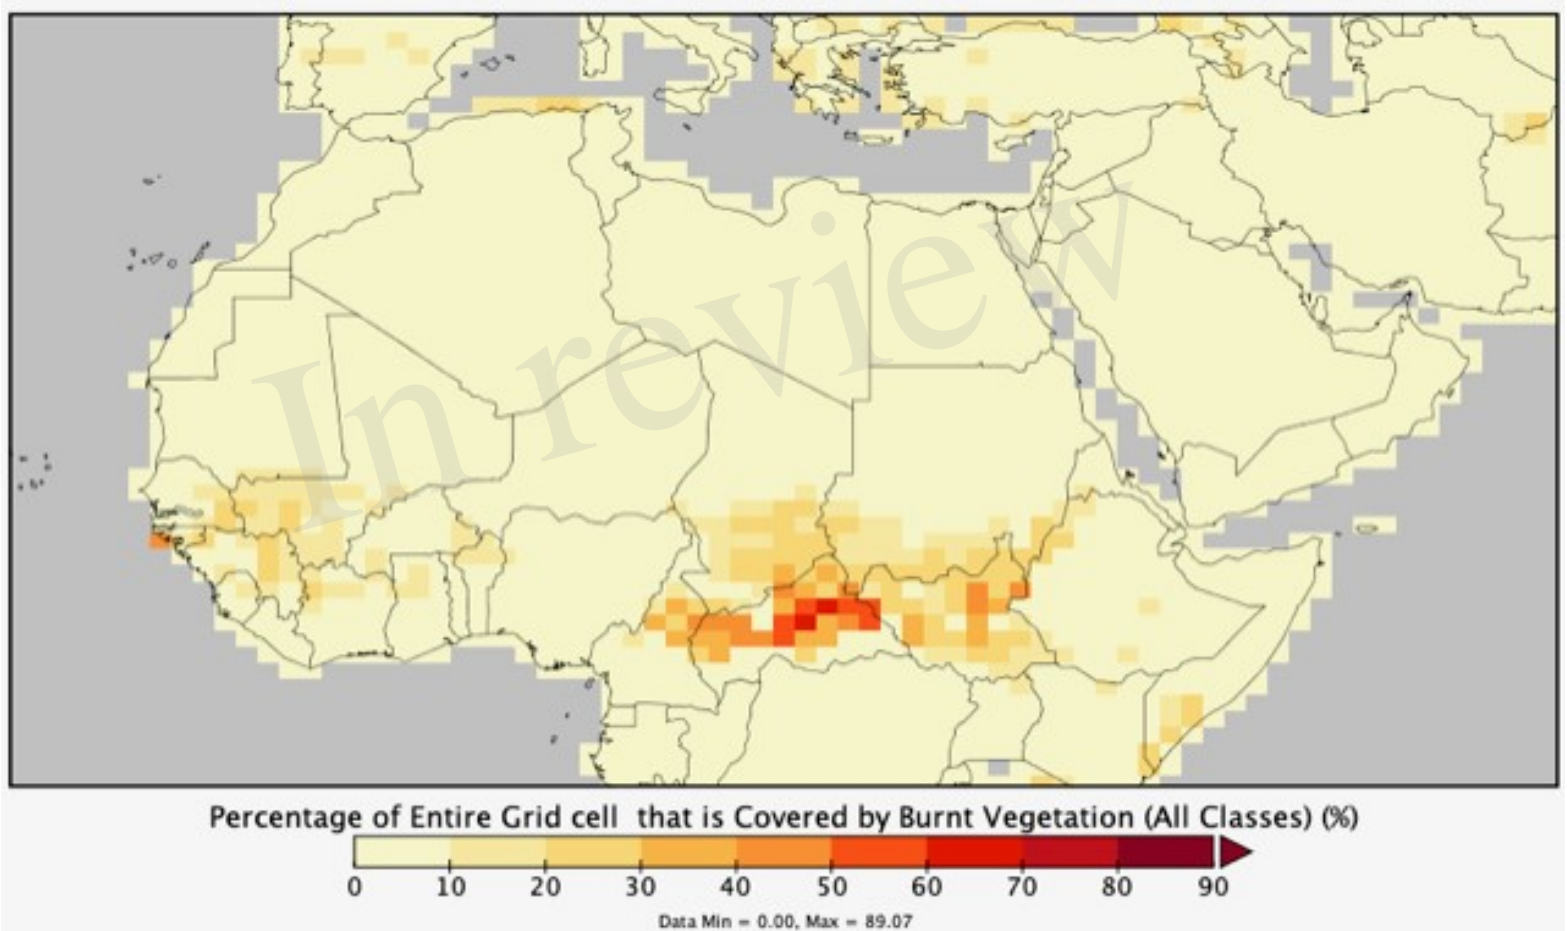 In review
Percentage of Entire Grid cell that is Covered by Burnt Vegetation (All Classes) (%)
0 10 20 30 40 50 60 70 80 90
Data Min = 0.00, Max = 89.07